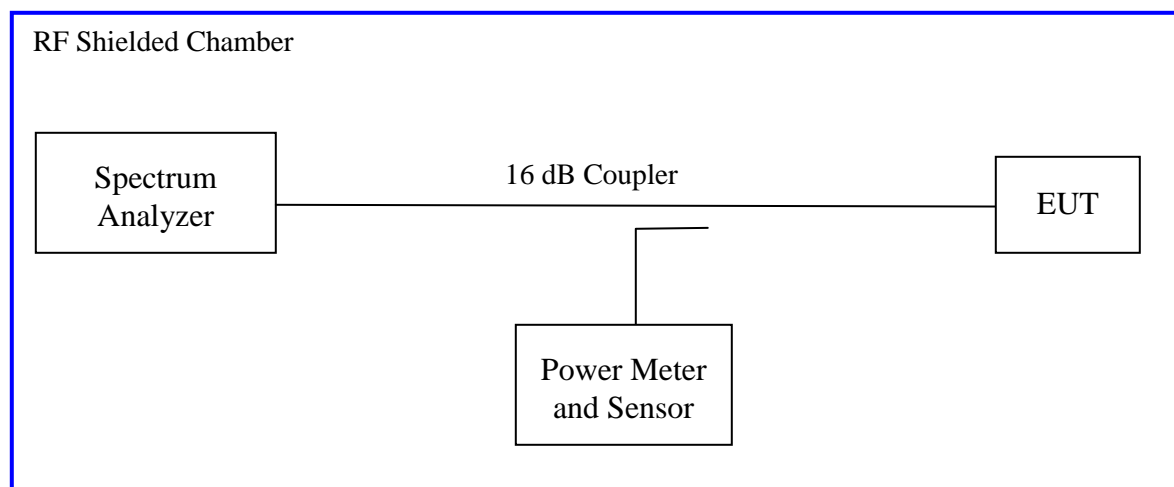 RF Shielded Chamber
Spectrum
Analyzer
16 dB Coupler
EUT
Power Meter
and Sensor